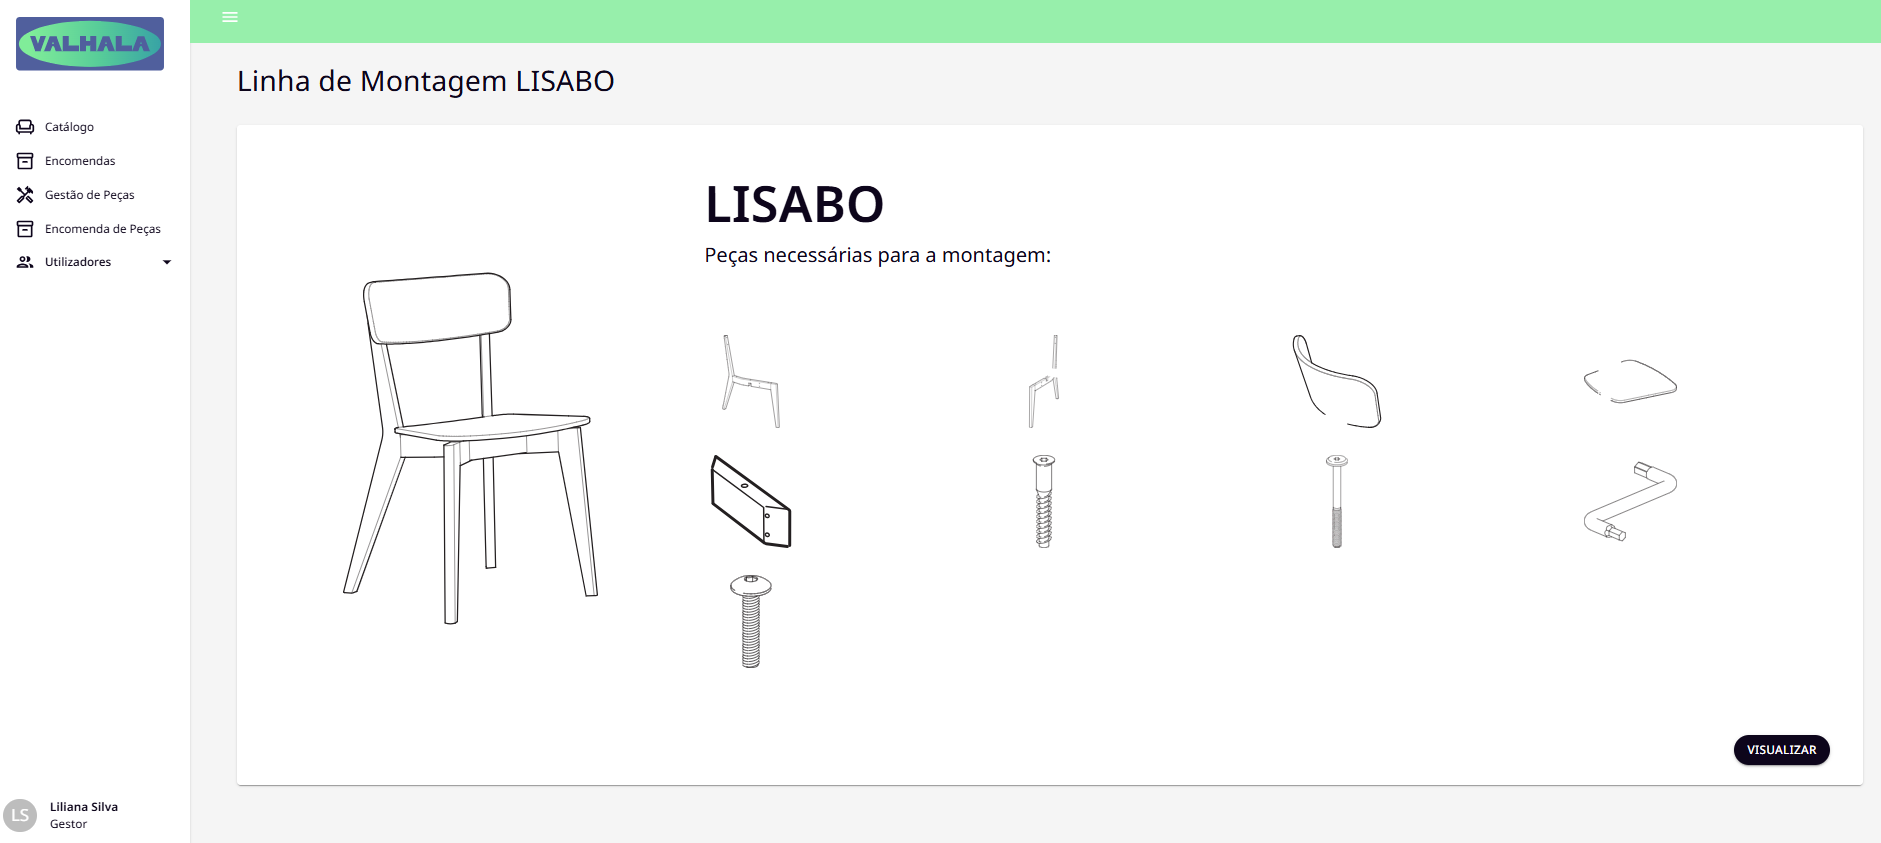 VALHALA
Catálogo
Encomendas
Gestão de Peças
Encomenda de Peças
Utilizadores
Linha de Montagem LISABO
LISABO
Peças necessárias para a montagem:
VISUALIZAR
LS
Liliana Silva
Gestor